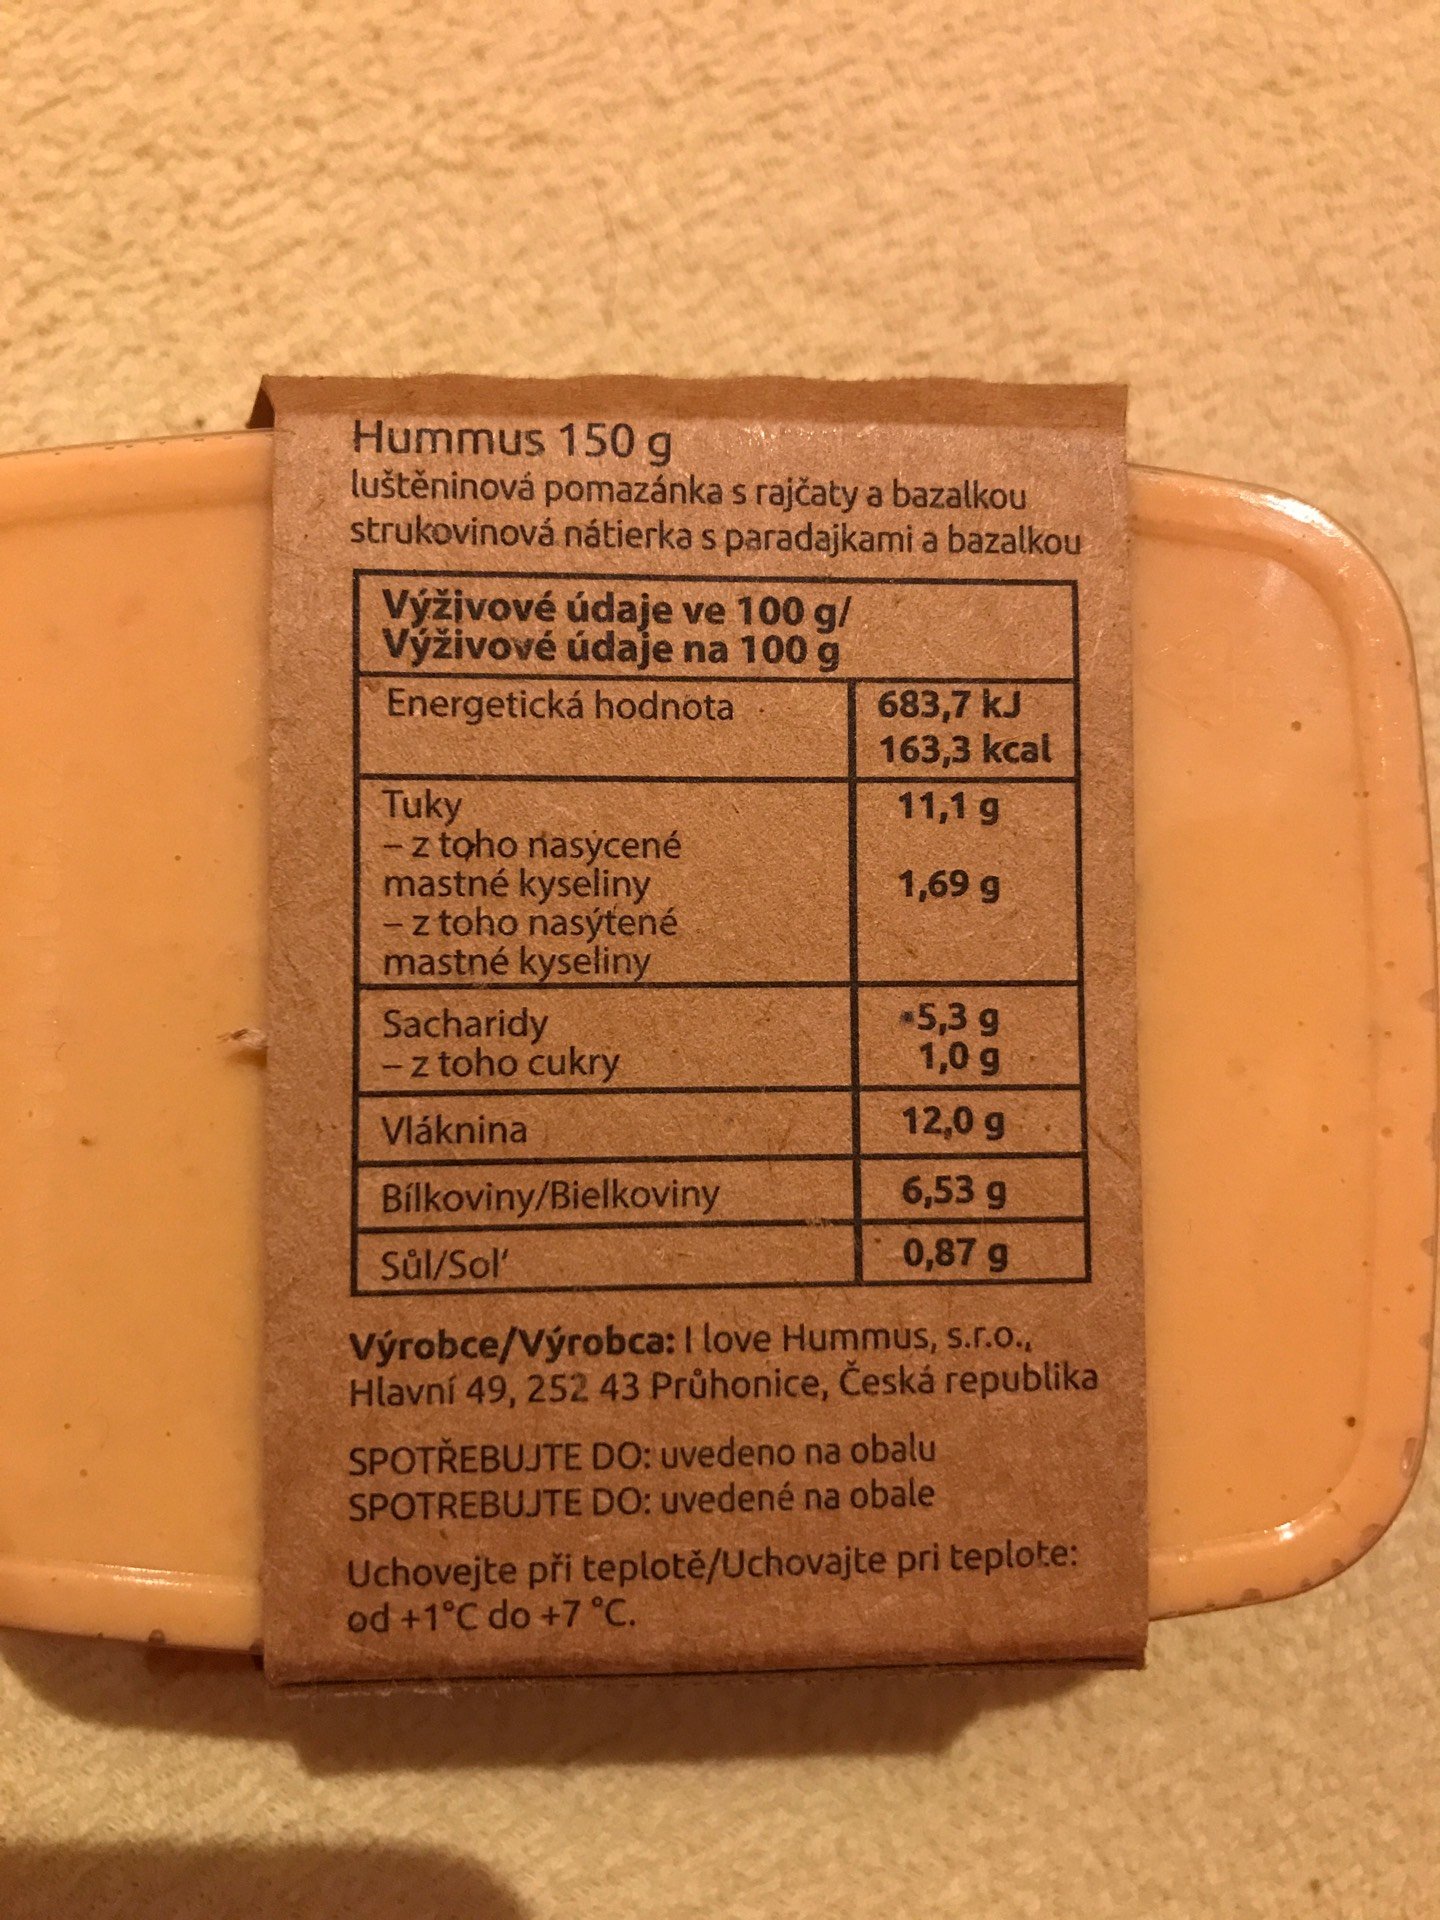 Hummus 150 g
luštěninová pomazánka s rajčaty a bazalkou
strukovinová nátierka s paradajkami a bazalkou
Výživové údaje ve 100 g/
Výživové údaje na 100 g
Energetická hodnota 683,7 kJ
163,3 kcal
Tuky 11,1 g
– z toho nasycené
mastné kyseliny 1,69 g
– z toho nasýtené
mastné kyseliny
Sacharidy 5,3 g
– z toho cukry 1,0 g
Vláknina 12,0 g
Bílkoviny/Bielkoviny 6,53 g
Sůl/Sol' 0,87 g
Výrobce/Výrobca: I love Hummus, s.r.o.,
Hlavní 49, 252 43 Průhonice, Česká republika
SPOTŘEBUJTE DO: uvedeno na obalu
SPOTREBUJTE DO: uvedené na obale
Uchovejte při teplotě/Uchovajte pri teplote:
od +1°C do +7 °C.